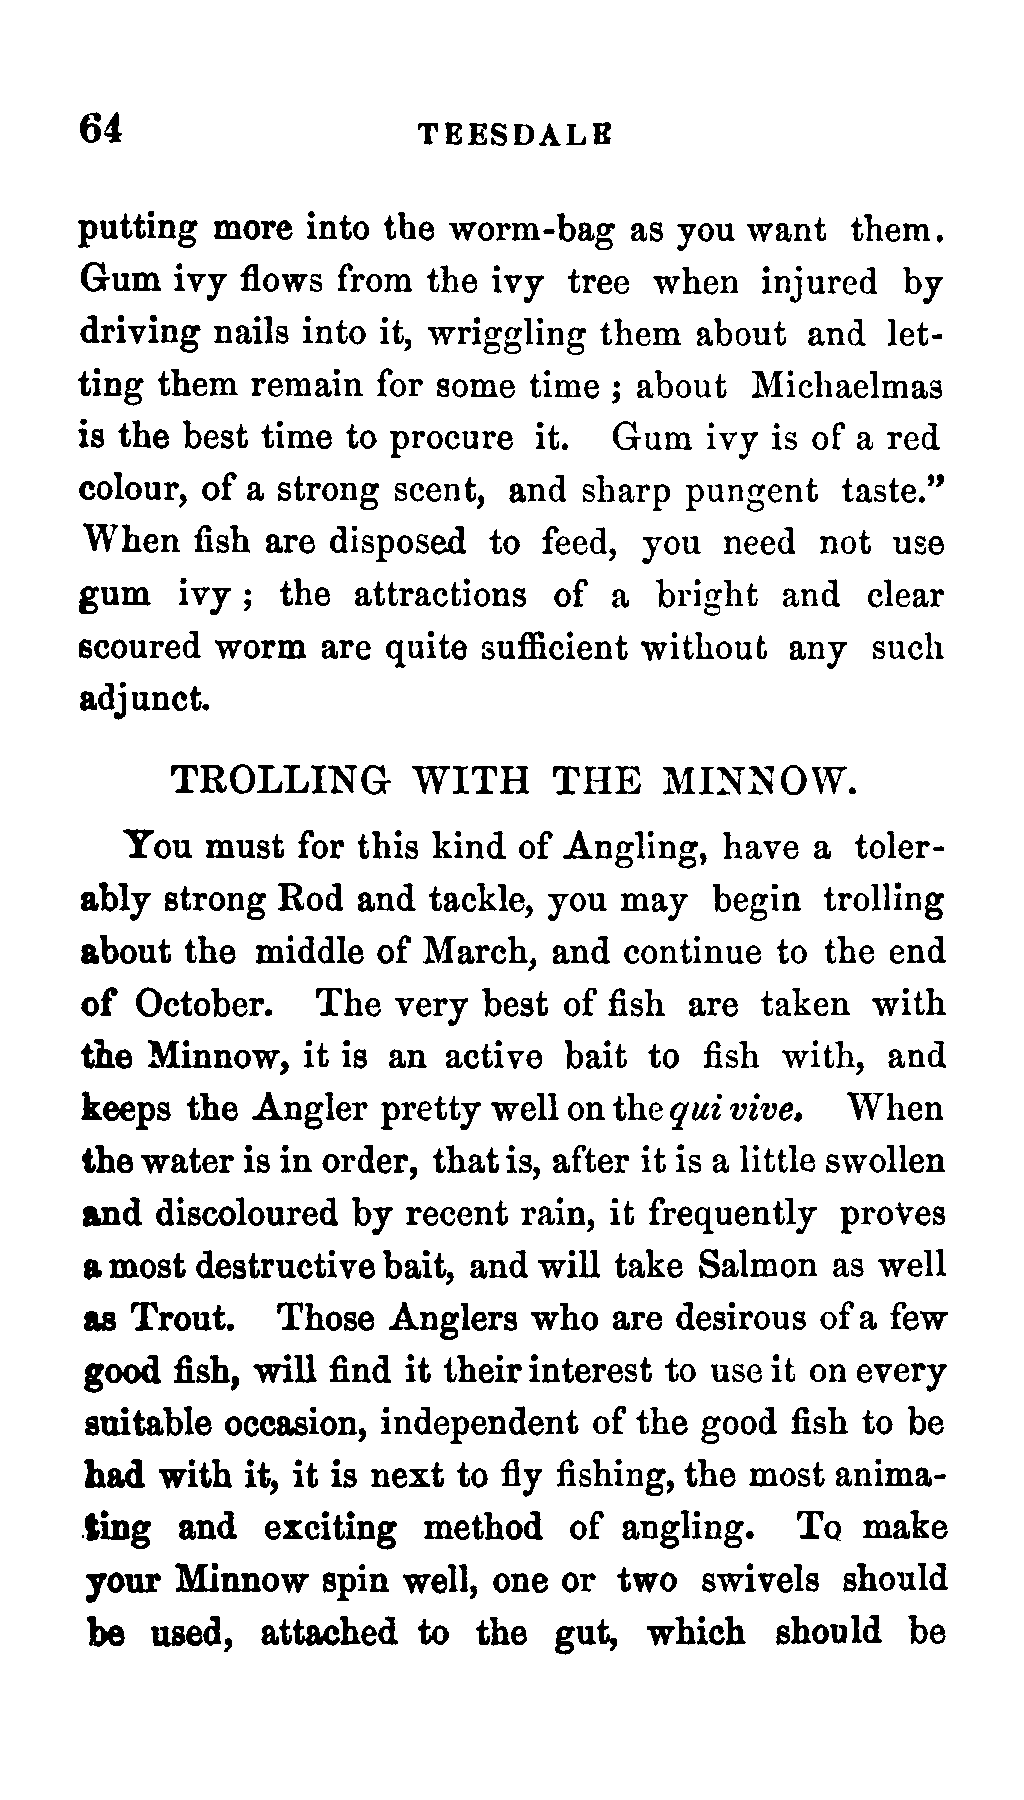 64 TEESDALE
putting more into the worm-bag as you want them.
Gum ivy flows from the ivy tree when injured by
driving nails into it, wriggling them about and let-
ting them remain for some time ; about Michaelmas
is the best time to procure it. Gum ivy is of a red
colour, of a strong scent, and sharp pungent taste.”
When fish are disposed to feed, you need not use
gum ivy ; the attractions of a bright and clear
scoured worm are quite sufficient without any such
adjunct.
TROLLING WITH THE MINNOW.
You must for this kind of Angling, have a toler-
ably strong Rod and tackle, you may begin trolling
about the middle of March, and continue to the end
of October. The very best of fish are taken with
the Minnow, it is an active bait to fish with, and
keeps the Angler pretty well on the qui vive. When
the water is in order, that is, after it is a little swollen
and discoloured by recent rain, it frequently proves
a most destructive bait, and will take Salmon as well
as Trout. Those Anglers who are desirous of a few
good fish, will find it their interest to use it on every
suitable occasion, independent of the good fish to be
had with it, it is next to fly fishing, the most anima-
ting and exciting method of angling. To make
your Minnow spin well, one or two swivels should
be used, attached to the gut, which should be